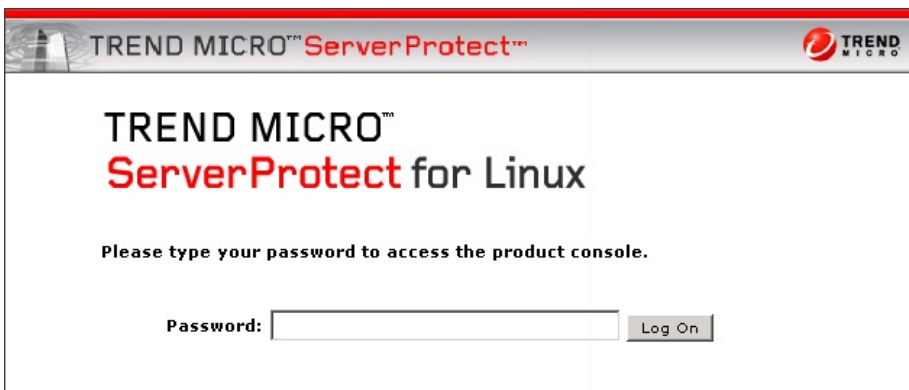 TREND MICRO™ ServerProtect™
TREND MICRO
TREND MICRO™
ServerProtect for Linux
Please type your password to access the product console.
Password:
Log On